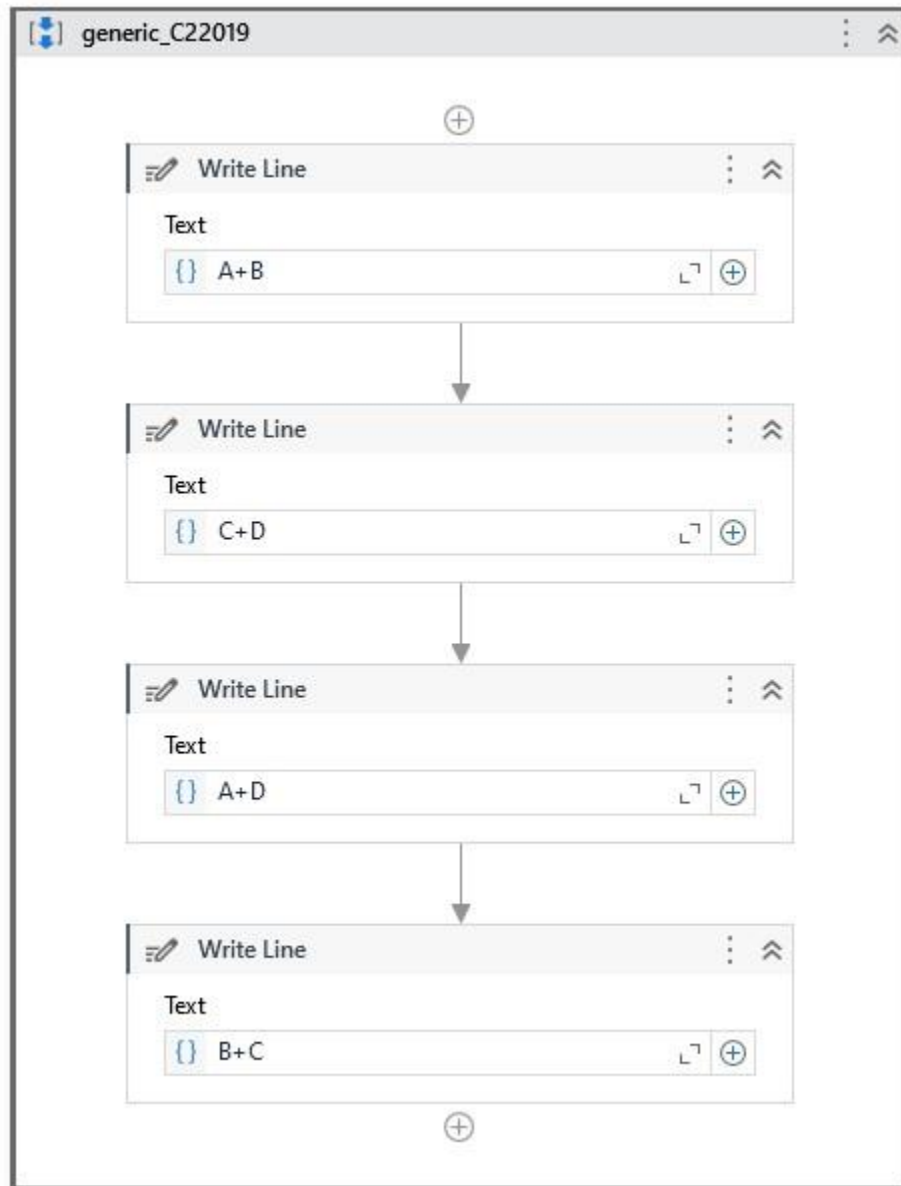 generic_C22019
Write Line
Text
A+B
Write Line
Text
C+D
Write Line
Text
A+D
Write Line
Text
B+C